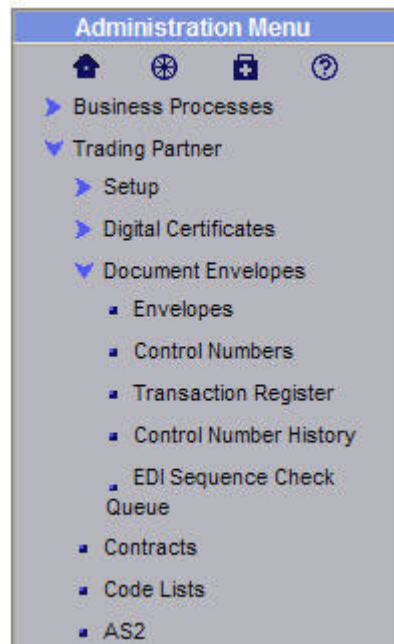 Administration Menu
Business Processes
Trading Partner
Setup
Digital Certificates
Document Envelopes
Envelopes
Control Numbers
Transaction Register
Control Number History
EDI Sequence Check
Queue
Contracts
Code Lists
AS2